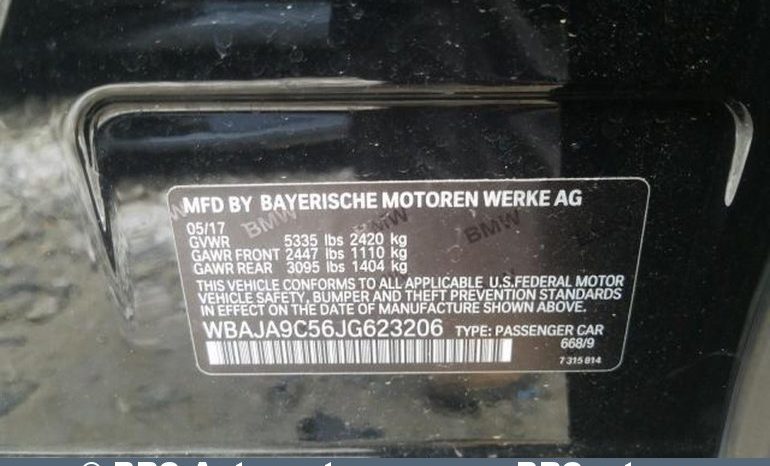 MFD BY BAYERISCHE MOTOREN WERKE AG
05/17
GVWR 5335 lbs 2420 kg
GAWR FRONT 2447 lbs 1110 kg
GAWR REAR 3095 lbs 1404 kg
THIS VEHICLE CONFORMS TO ALL APPLICABLE U.S.FEDERAL MOTOR
VEHICLE SAFETY, BUMPER AND THEFT PREVENTION STANDARDS
IN EFFECT ON THE DATE OF MANUFACTURE SHOWN ABOVE.
WBAJA9C56JG623206 TYPE: PASSENGER CAR
668/9
7 315 814
BMW BMW BMW